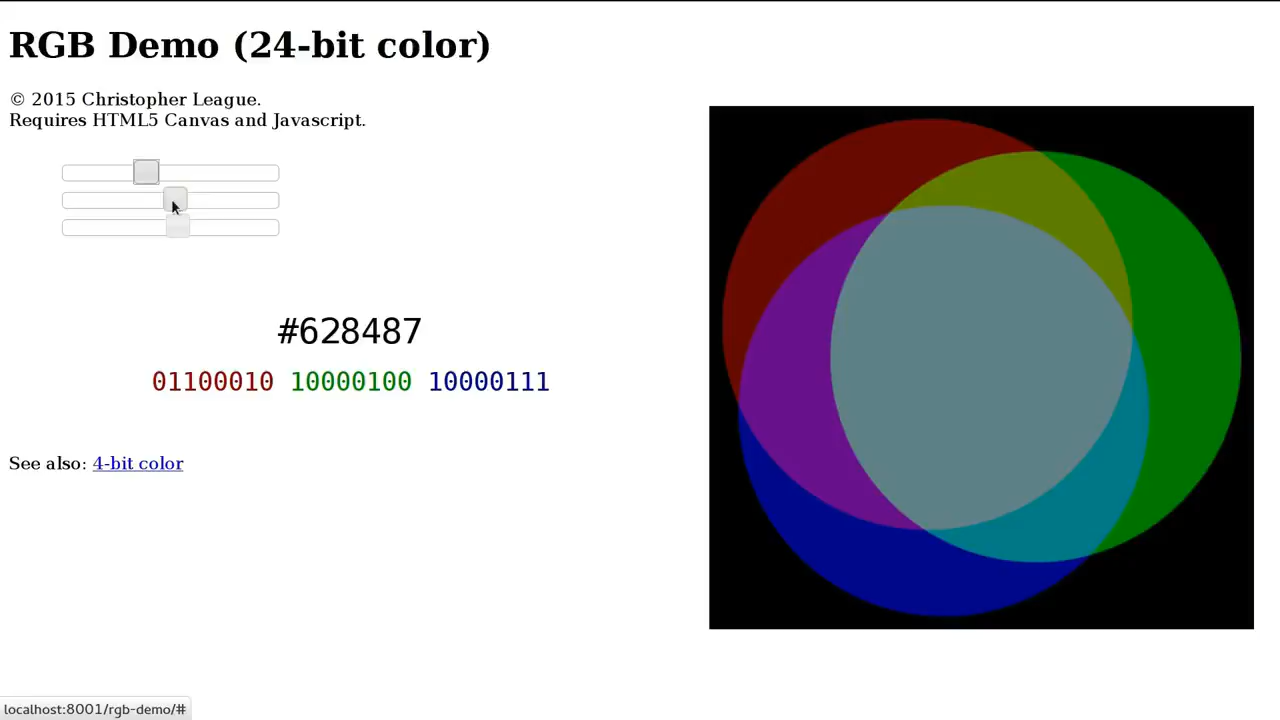 RGB Demo (24-bit color)
© 2015 Christopher League.
Requires HTML5 Canvas and Javascript.
#628487
01100010 10000100 10000111
See also: 4-bit color
localhost:8001/rgb-demo/#